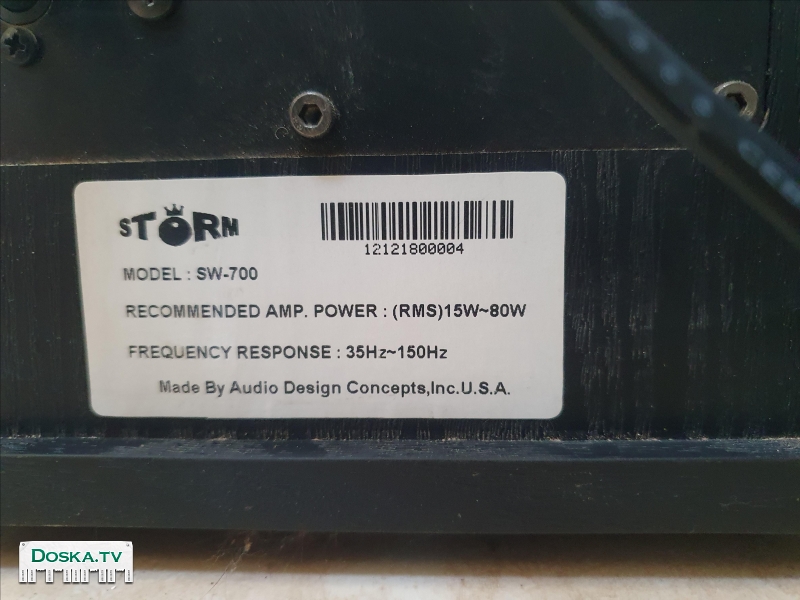 STORM
12121800004
MODEL : SW-700
RECOMMENDED AMP. POWER : (RMS)15W~80W
FREQUENCY RESPONSE : 35Hz~150Hz
Made By Audio Design Concepts,Inc.U.S.A.
DOSKA.TV